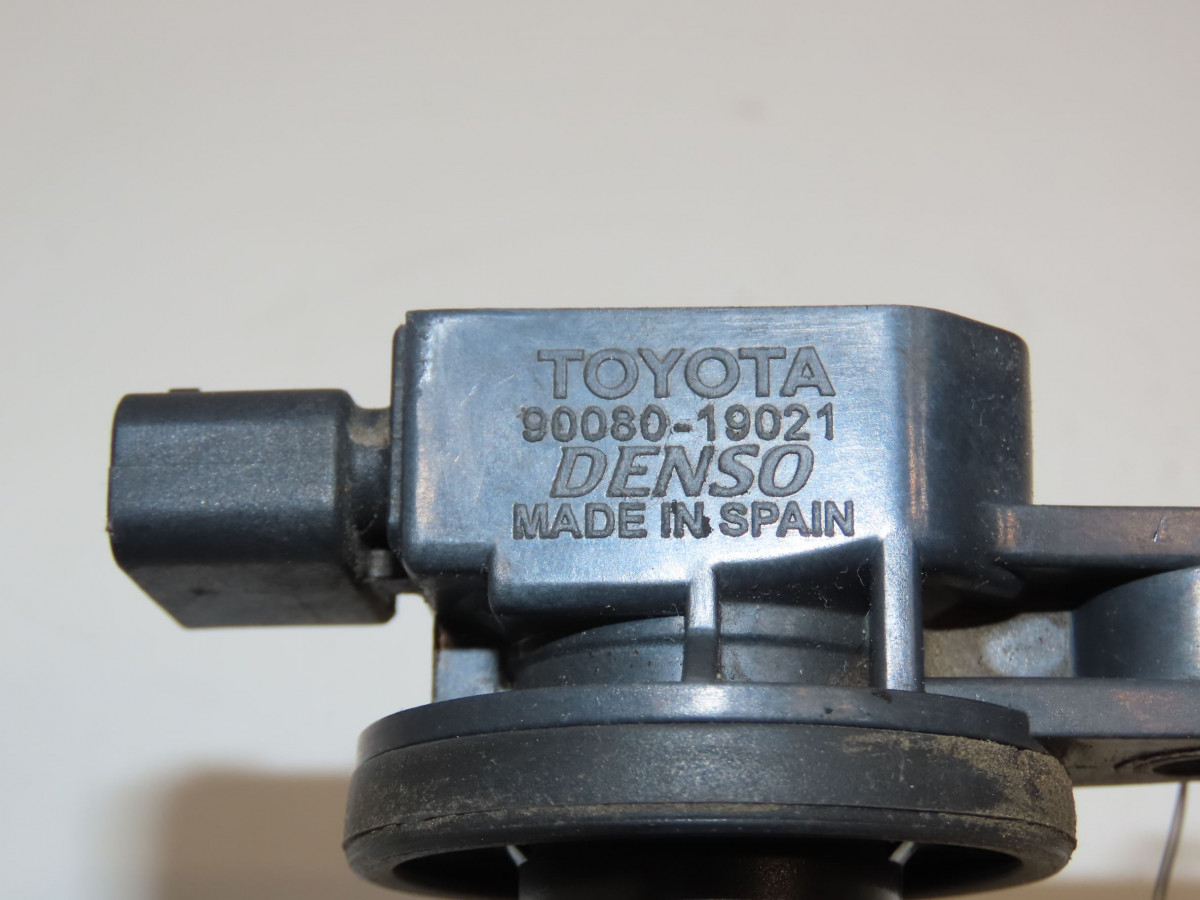 TOYOTA
90080-19021
DENSO
MADE IN SPAIN